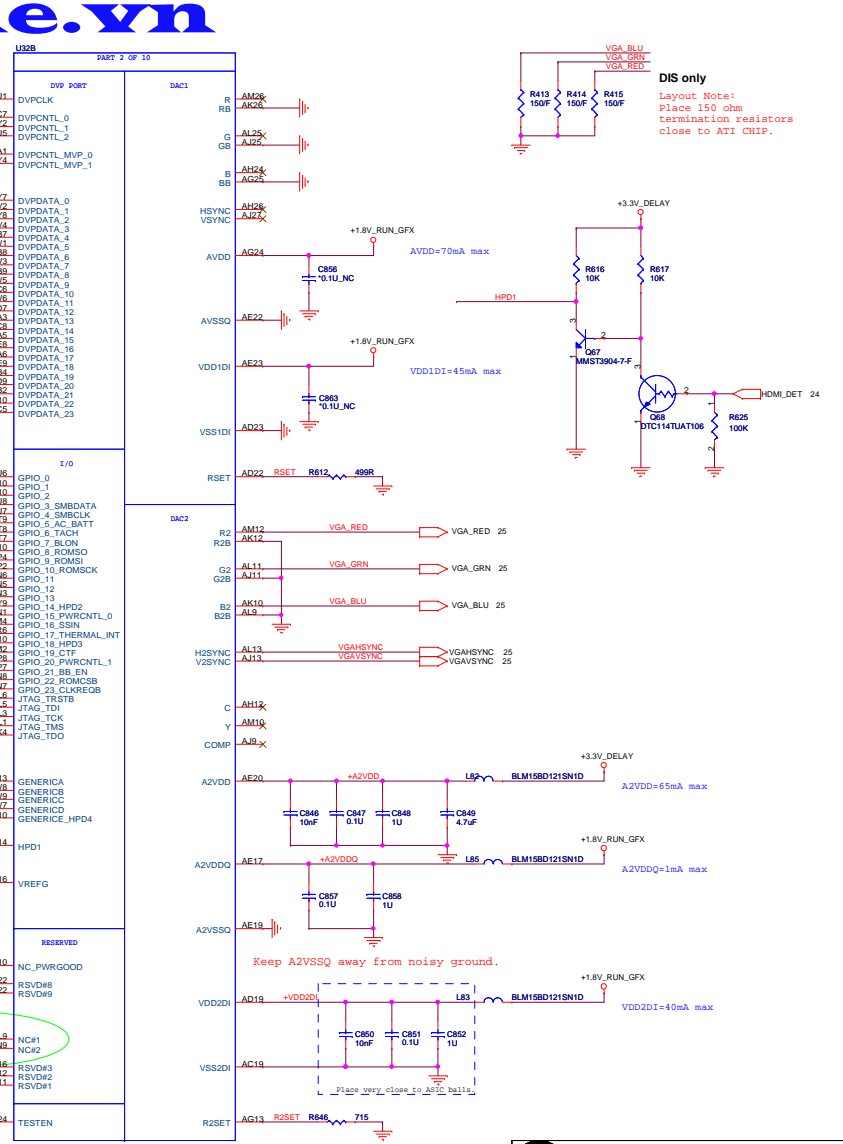 e.vn
U32B
PART 2 OF 10
DVP PORT
DAC1
DVPCLK
DVPCNTL_0
DVPCNTL_1
DVPCNTL_2
DVPCNTL_MVP_0
DVPCNTL_MVP_1
DVPDATA_0
DVPDATA_1
DVPDATA_2
DVPDATA_3
DVPDATA_4
DVPDATA_5
DVPDATA_6
DVPDATA_7
DVPDATA_8
DVPDATA_9
DVPDATA_10
DVPDATA_11
DVPDATA_12
DVPDATA_13
DVPDATA_14
DVPDATA_15
DVPDATA_16
DVPDATA_17
DVPDATA_18
DVPDATA_19
DVPDATA_20
DVPDATA_21
DVPDATA_22
DVPDATA_23
I/O
GPIO_0
GPIO_1
GPIO_2
GPIO_3_SMBDATA
GPIO_4_SMBCLK
GPIO_5_AC_BATT
GPIO_6_TACH
GPIO_7_BLON
GPIO_8_ROMSO
GPIO_9_ROMSI
GPIO_10_ROMSCK
GPIO_11
GPIO_12
GPIO_13
GPIO_14_HPD2
GPIO_15_PWRCNTL_0
GPIO_16_SSIN
GPIO_17_THERMAL_INT
GPIO_18_HPD3
GPIO_19_CTF
GPIO_20_PWRCNTL_1
GPIO_21_BB_EN
GPIO_22_ROMCSB
GPIO_23_CLKREQB
JTAG_TRSTB
JTAG_TDI
JTAG_TCK
JTAG_TMS
JTAG_TDO
GENERICA
GENERICB
GENERICC
GENERICD
GENERICE_HPD4
HPD1
VREFG
RESERVED
NC_PWRGOOD
RSVD#8
RSVD#9
NC#1
NC#2
RSVD#3
RSVD#2
RSVD#1
TESTEN
R AM26
RB AK26
G AL25
GB AJ25
B AH24
BB AG25
HSYNC AH26
VSYNC AJ27
+1.8V_RUN_GFX
AVDD AG24
AVDD=70mA max
C856
*0.1U_NC
AVSSQ AE22
+1.8V_RUN_GFX
VDD1DI AE23
VDD1DI=45mA max
C863
*0.1U_NC
VSS1DI AD23
RSET AD22 RSET R612 499R
DAC2
R2 AM12 VGA_RED VGA_RED 25
R2B AK12
G2 AL11 VGA_GRN VGA_GRN 25
G2B AJ11
B2 AK10 VGA_BLU VGA_BLU 25
B2B AL9
H2SYNC AL13 VGAHSYNC VGAHSYNC 25
V2SYNC AJ13 VGAVSYNC VGAVSYNC 25
C AH12
Y AM10
COMP AJ9
+3.3V_DELAY
A2VDD AE20 +A2VDD L82 BLM15BD121SN1D
A2VDD=65mA max
C846 C847 C848 C849
10nF 0.1U 1U 4.7uF
+1.8V_RUN_GFX
A2VDDQ AE17 +A2VDDQ L85 BLM15BD121SN1D
A2VDDQ=1mA max
C857 C858
0.1U 1U
A2VSSQ AE19
Keep A2VSSQ away from noisy ground.
+1.8V_RUN_GFX
VDD2DI AD19 +VDD2DI L83 BLM15BD121SN1D
VDD2DI=40mA max
C850 C851 C852
10nF 0.1U 1U
VSS2DI AC19
Place very close to ASIC balls.
R2SET AG13 R2SET R646 715
VGA_BLU
VGA_GRN
VGA_RED
DIS only
R413 R414 R415
150/F 150/F 150/F
Layout Note:
Place 150 ohm
termination resistors
close to ATI CHIP.
+3.3V_DELAY
R616 R617
10K 10K
HPD1
3
2
1
Q67
MMST3904-7-F
3
2
1
Q68
DTC114TUAT106
HDMI_DET 24
1
R625
100K
2